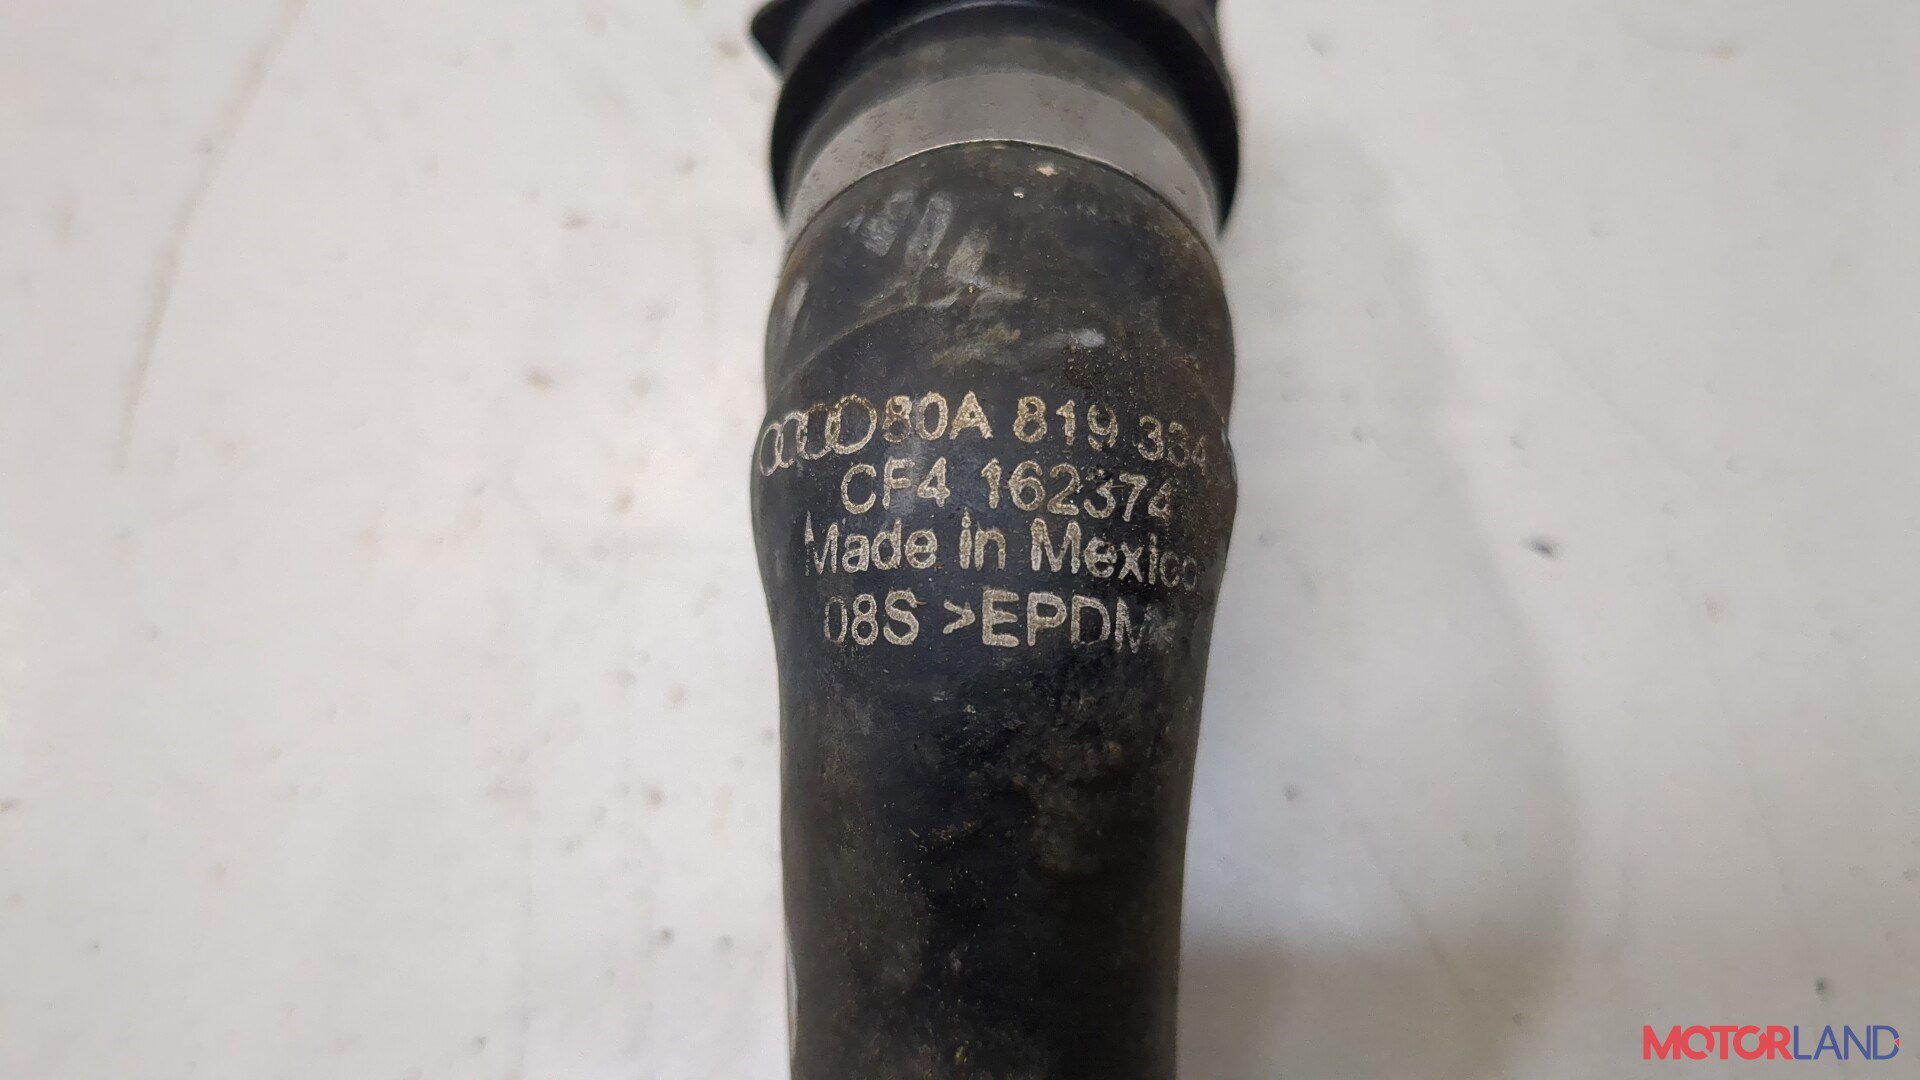 80A 819 334
CF4 162374
Made in Mexico
08S >EPDM<
MOTORLAND